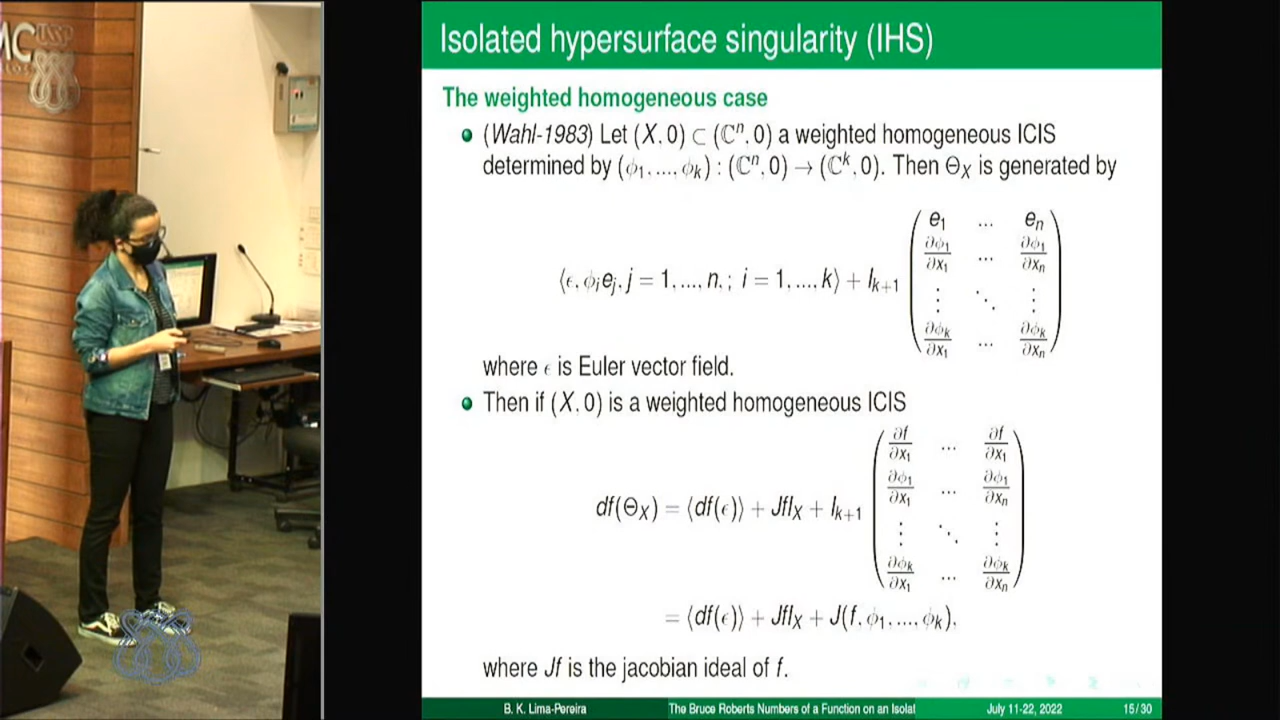 MC USP
Isolated hypersurface singularity (IHS)
The weighted homogeneous case
(Wahl-1983) Let (X, 0) ⊂ (ℂⁿ, 0) a weighted homogeneous ICIS
determined by (ϕ₁, ..., ϕₖ) : (ℂⁿ, 0) → (ℂᵏ, 0). Then Θ_X is generated by
⟨ϵ, ϕᵢeⱼ, j = 1, ..., n, ; i = 1, ..., k⟩ + I_{k+1}
e₁ ... eₙ
∂ϕ₁/∂x₁ ... ∂ϕ₁/∂xₙ
⋮ ⋱ ⋮
∂ϕₖ/∂x₁ ... ∂ϕₖ/∂xₙ
where ϵ is Euler vector field.
Then if (X, 0) is a weighted homogeneous ICIS
df(Θ_X) = ⟨df(ϵ)⟩ + JfI_X + I_{k+1}
∂f/∂x₁ ... ∂f/∂x₁
∂ϕ₁/∂x₁ ... ∂ϕ₁/∂xₙ
⋮ ⋱ ⋮
∂ϕₖ/∂x₁ ... ∂ϕₖ/∂xₙ
= ⟨df(ϵ)⟩ + JfI_X + J(f, ϕ₁, ..., ϕₖ),
where Jf is the jacobian ideal of f.
B. K. Lima-Pereira The Bruce Roberts Numbers of a Function on an Isolat July 11-22, 2022 15/30